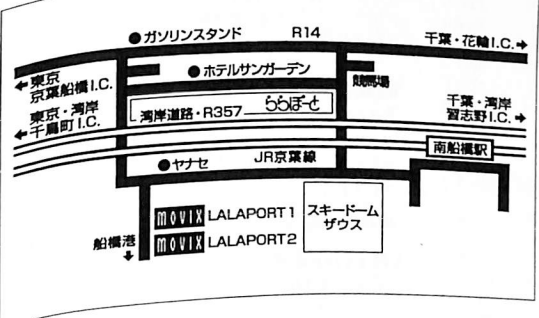 ガソリンスタンド
R14
千葉・花輪I.C.→
←東京
京葉船橋I.C.
ホテルサンガーデン
競馬場
東京・湾岸
←千鳥町I.C.
湾岸道路・R357
ららぽーと
千葉・湾岸
習志野I.C.→
南船橋駅
ヤナセ
JR京葉線
MOVIX LALAPORT1
MOVIX LALAPORT2
スキードーム
ザウス
船橋港
↓